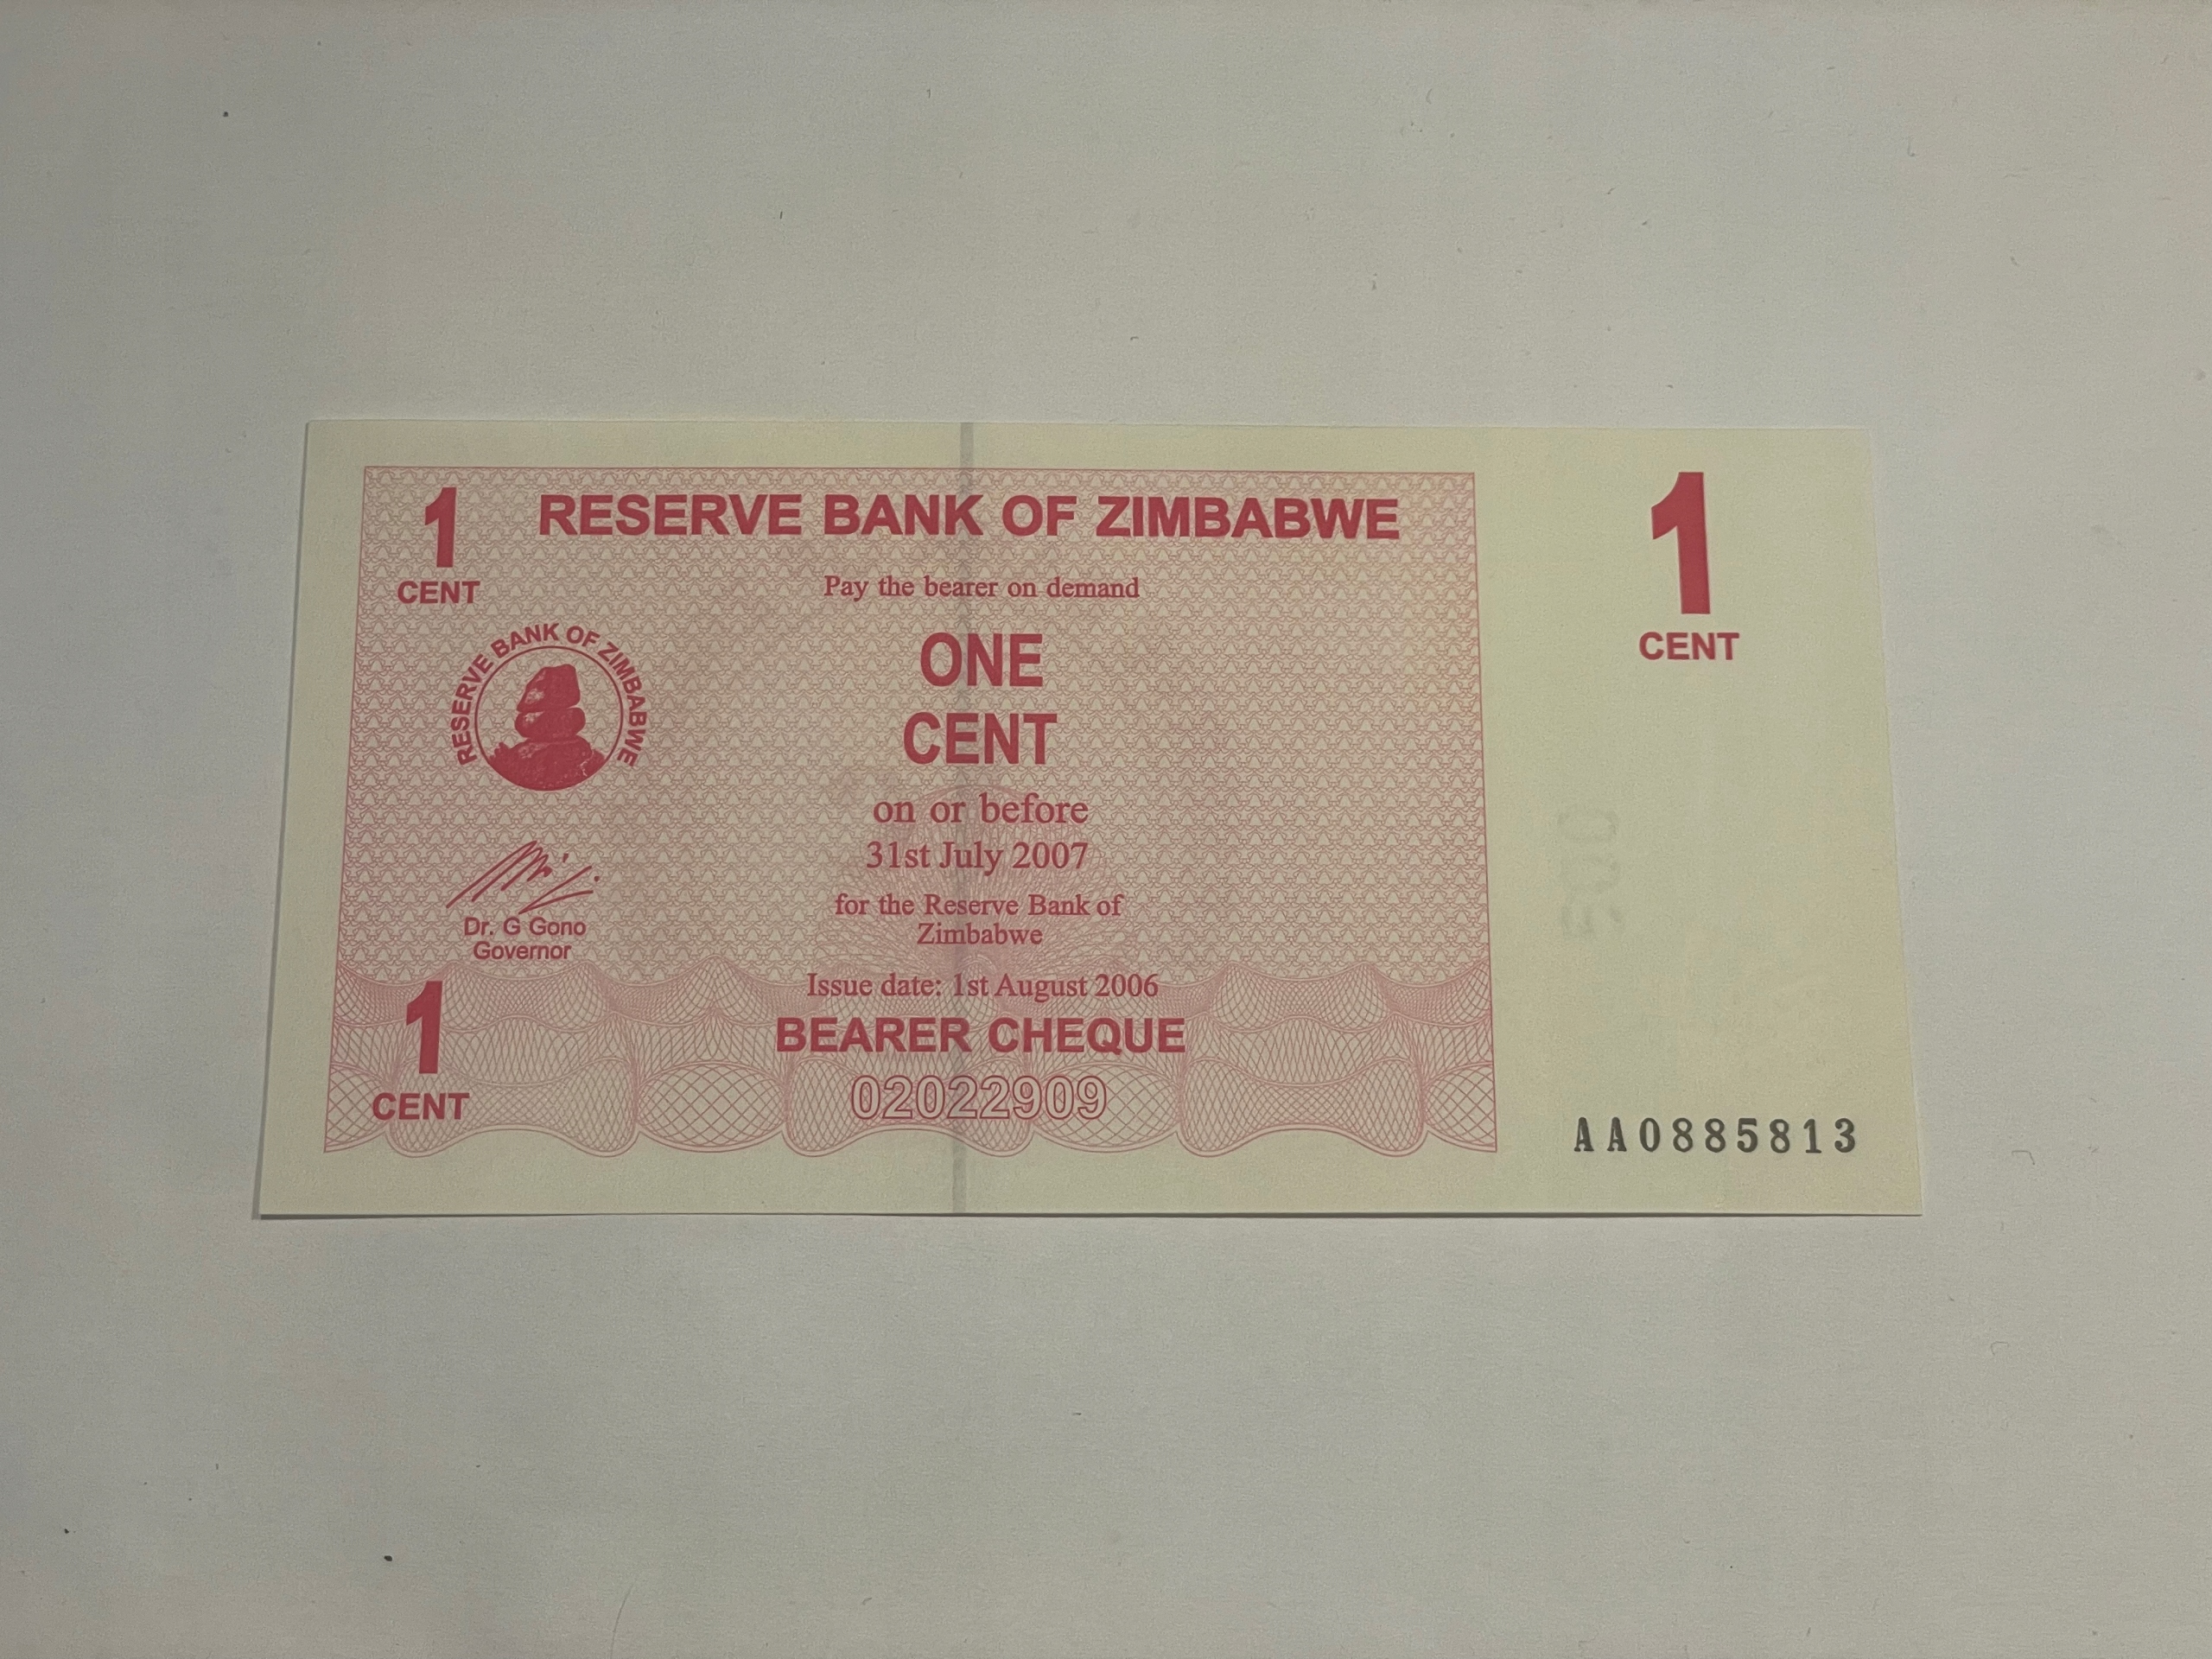 1
CENT
RESERVE BANK OF ZIMBABWE
1
CENT
Pay the bearer on demand
RESERVE BANK OF ZIMBABWE
ONE
CENT
on or before
31st July 2007
for the Reserve Bank of
Zimbabwe
Dr. G Gono
Governor
Issue date: 1st August 2006
BEARER CHEQUE
02022909
1
CENT
AA0885813